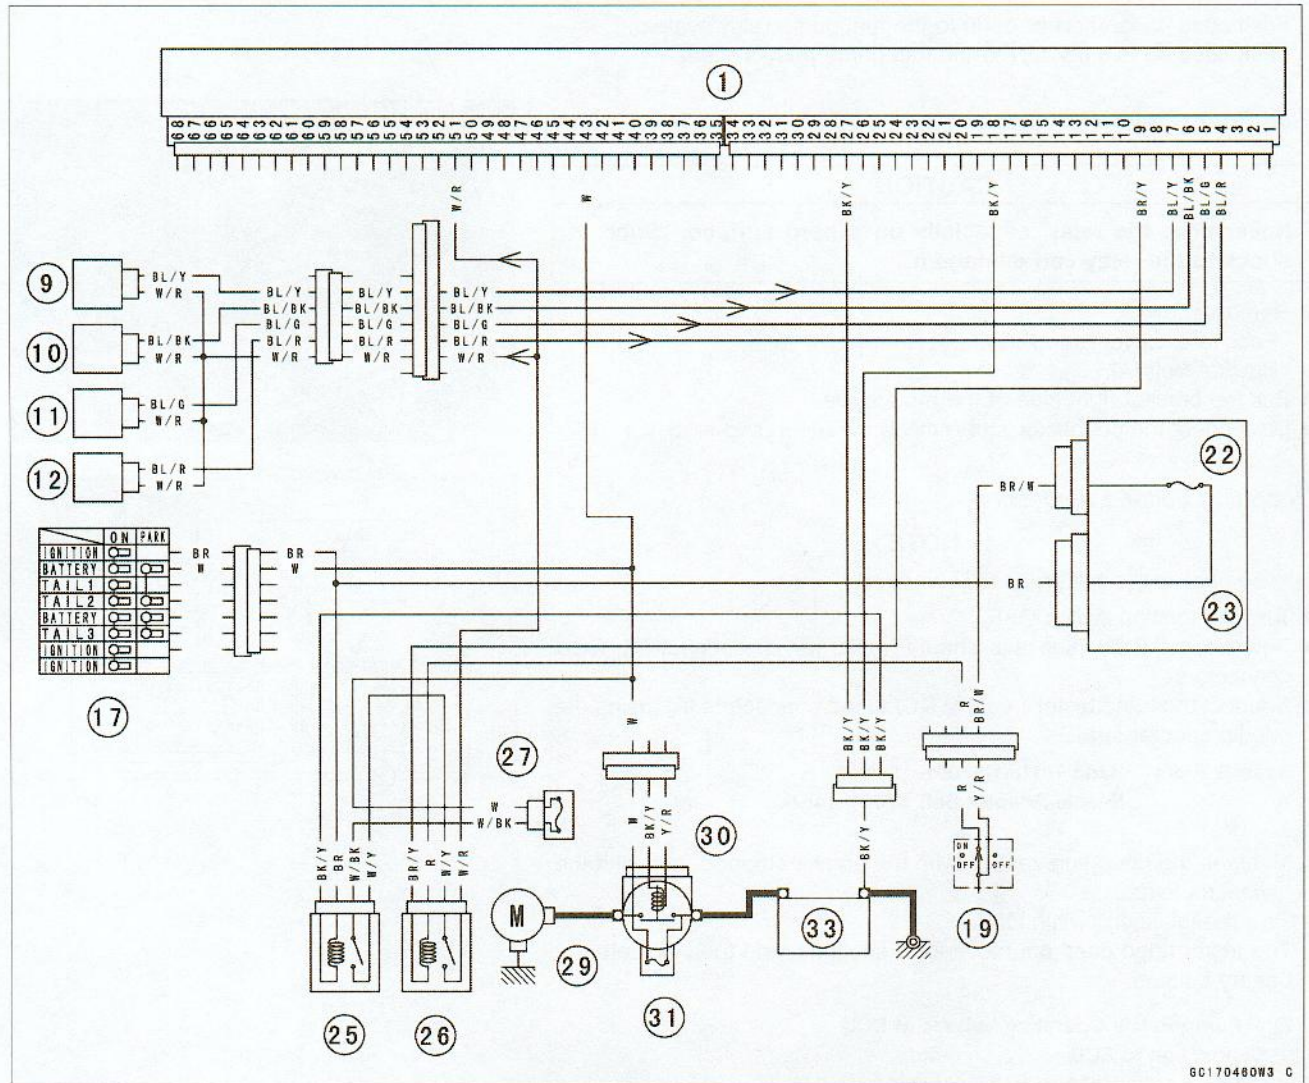 1
68 67 66 65 64 63 62 61 60 59 58 57 56 55 54 53 52 51 50 49 48 47 46 45 44 43 42 41 40 39 38 37 36 35 34 33 32 31 30 29 28 27 26 25 24 23 22 21 20 19 18 17 16 15 14 13 12 11 10 9 8 7 6 5 4 3 2 1
W/R W BK/Y BK/Y BR/Y BL/Y BL/BK BL/G BL/R
9 BL/Y
W/R BL/Y BL/Y BL/Y
BL/BK BL/BK BL/BK
BL/G BL/G BL/G
10 BL/BK BL/R BL/R BL/R
W/R W/R W/R W/R
11 BL/G
W/R
12 BL/R
W/R
22
BR/W
ON PARK
IGNITION BR BR
BATTERY W W
TAIL1 BR
TAIL2
BATTERY 23
TAIL3
IGNITION
IGNITION
17
R BR/W
W BK/Y BK/Y BK/Y
27
W
W/BK
W BK/Y Y/R 30
R Y/R
BK/Y
ON
OFF OFF
BK/Y BR W/BK W/Y BR/Y R W/Y W/R
M
29 33 19
31
25 26
GC170460W3 C